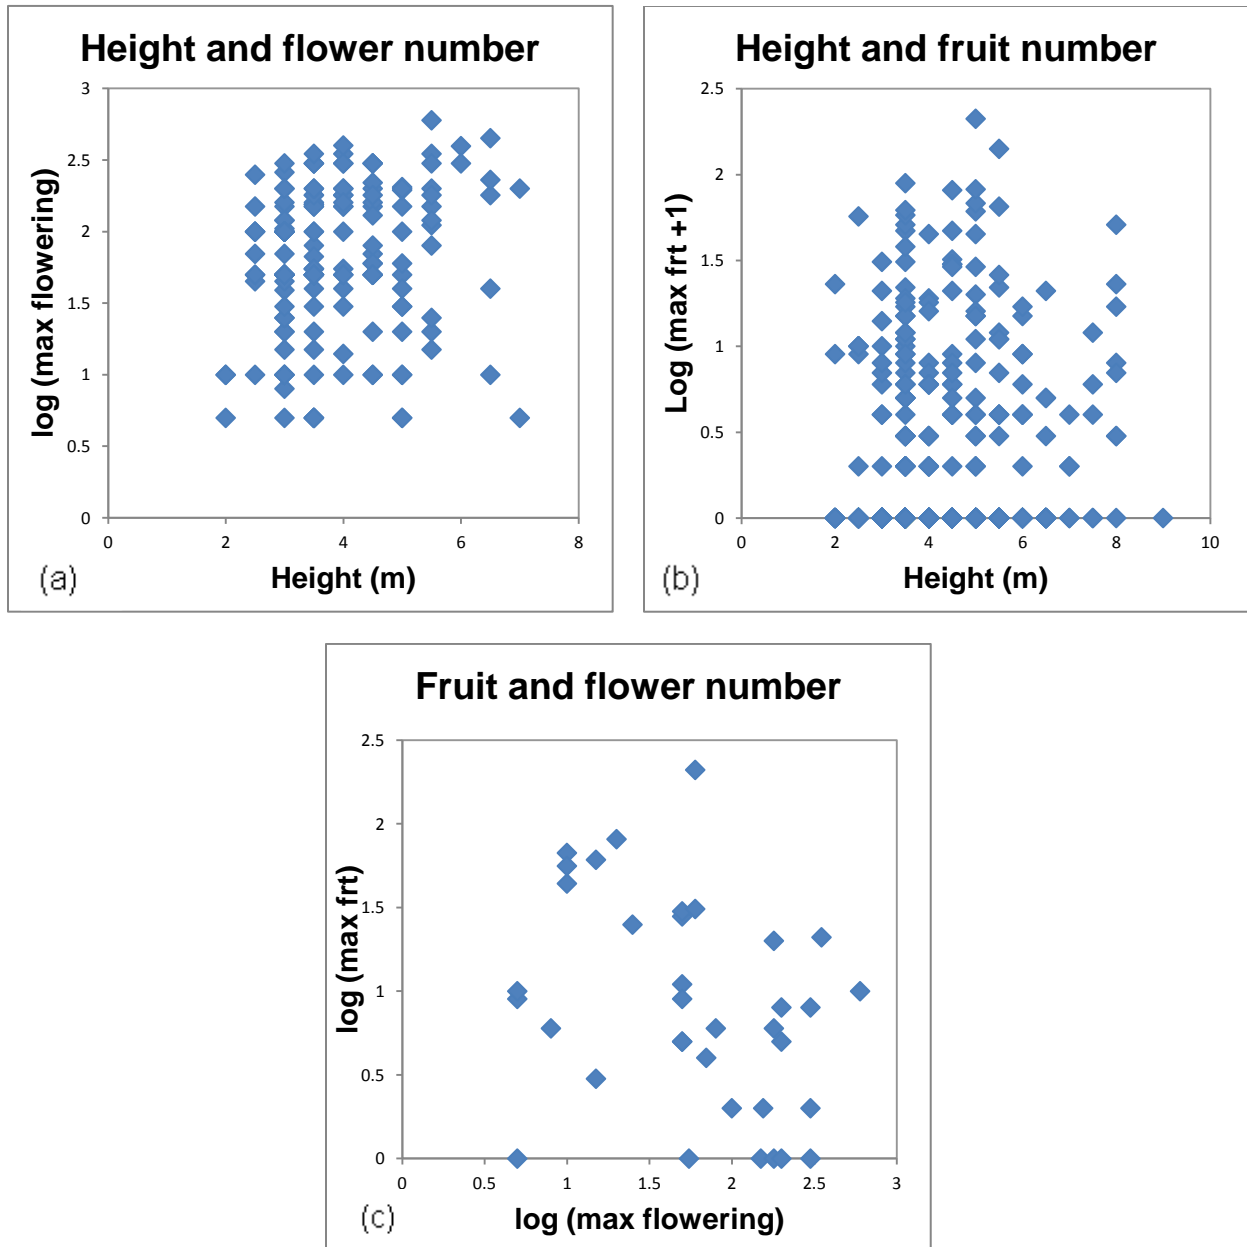 Height and flower number
3
2.5
2
1.5
1
0.5
0
0 2 4 6 8
log (max flowering)
Height (m)
(a)
Height and fruit number
2.5
2
1.5
1
0.5
0
0 2 4 6 8 10
Log (max frt +1)
Height (m)
(b)
Fruit and flower number
2.5
2
1.5
1
0.5
0
0 0.5 1 1.5 2 2.5 3
log (max frt)
log (max flowering)
(c)